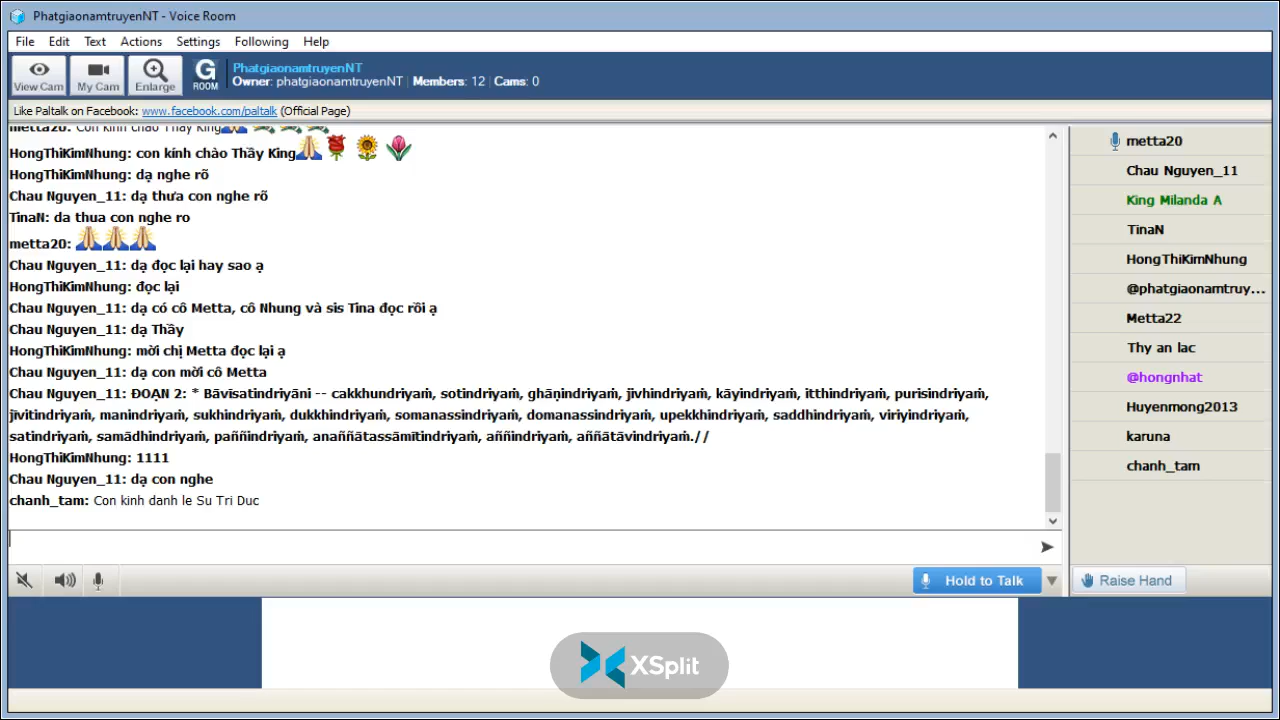 PhatgiaonamtruyenNT - Voice Room
File Edit Text Actions Settings Following Help
View Cam My Cam Enlarge G ROOM
PhatgiaonamtruyenNT
Owner: phatgiaonamtruyenNT | Members: 12 | Cams: 0
Like Paltalk on Facebook: www.facebook.com/paltalk (Official Page)
metta20: Con kính chào Thầy King
HongThiKimNhung: con kính chào Thầy King
HongThiKimNhung: dạ nghe rõ
Chau Nguyen_11: dạ thưa con nghe rõ
TinaN: da thua con nghe ro
metta20:
Chau Nguyen_11: dạ đọc lại hay sao ạ
HongThiKimNhung: đọc lại
Chau Nguyen_11: dạ có cô Metta, cô Nhung và sis Tina đọc rồi ạ
Chau Nguyen_11: dạ Thầy
HongThiKimNhung: mời chị Metta đọc lại ạ
Chau Nguyen_11: dạ con mời cô Metta
Chau Nguyen_11: ĐOẠN 2: * Bāvīsatindriyāni -- cakkhundriyaṁ, sotindriyaṁ, ghāṇindriyaṁ, jīvhindriyaṁ, kāyindriyaṁ, itthindriyaṁ, purisindriyaṁ,
jīvitindriyaṁ, manindriyaṁ, sukhindriyaṁ, dukkhindriyaṁ, somanassindriyaṁ, domanassindriyaṁ, upekkhindriyaṁ, saddhindriyaṁ, viriyindriyaṁ,
satindriyaṁ, samādhindriyaṁ, paññindriyaṁ, anaññātassāmītindriyaṁ, aññindriyaṁ, aññātāvindriyaṁ.//
HongThiKimNhung: 1111
Chau Nguyen_11: dạ con nghe
chanh_tam: Con kinh danh le Su Tri Duc
Hold to Talk
metta20
Chau Nguyen_11
King Milanda A
TinaN
HongThiKimNhung
@phatgiaonamtruy...
Metta22
Thy an lac
@hongnhat
Huyenmong2013
karuna
chanh_tam
Raise Hand
XSplit